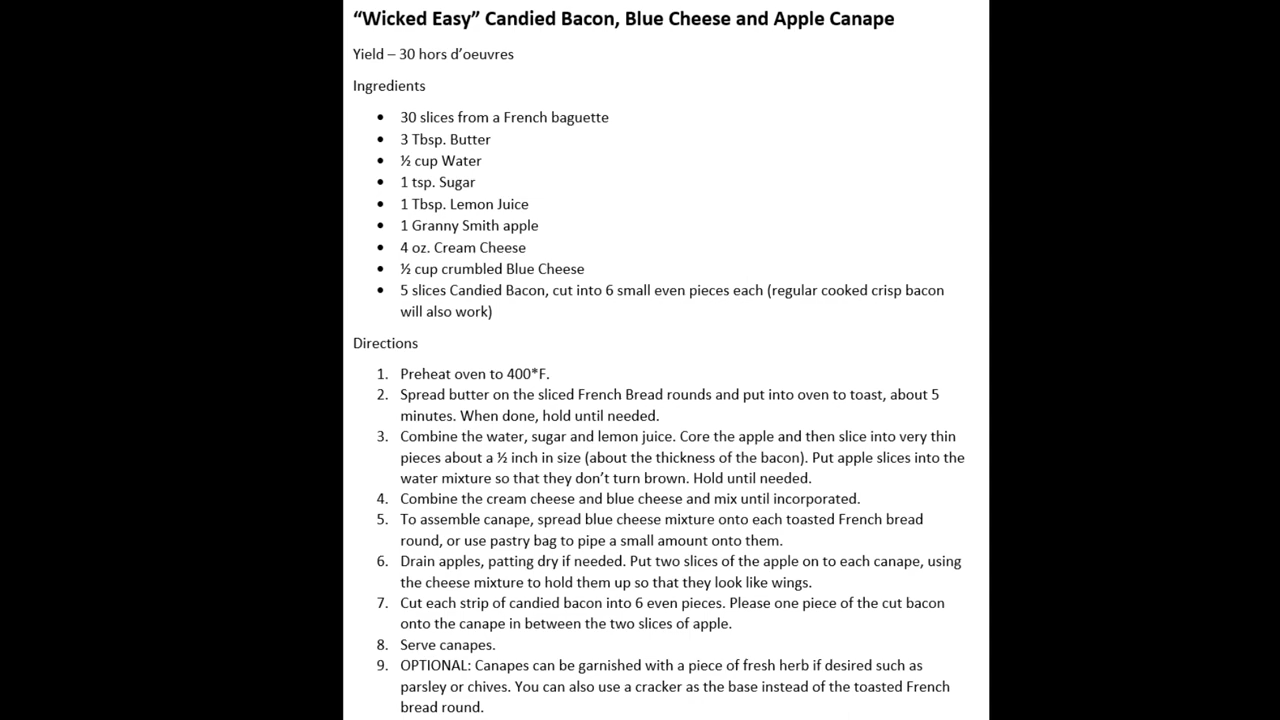 “Wicked Easy” Candied Bacon, Blue Cheese and Apple Canape
Yield – 30 hors d’oeuvres
Ingredients
• 30 slices from a French baguette
• 3 Tbsp. Butter
• ½ cup Water
• 1 tsp. Sugar
• 1 Tbsp. Lemon Juice
• 1 Granny Smith apple
• 4 oz. Cream Cheese
• ½ cup crumbled Blue Cheese
• 5 slices Candied Bacon, cut into 6 small even pieces each (regular cooked crisp bacon
will also work)
Directions
1. Preheat oven to 400*F.
2. Spread butter on the sliced French Bread rounds and put into oven to toast, about 5
minutes. When done, hold until needed.
3. Combine the water, sugar and lemon juice. Core the apple and then slice into very thin
pieces about a ½ inch in size (about the thickness of the bacon). Put apple slices into the
water mixture so that they don’t turn brown. Hold until needed.
4. Combine the cream cheese and blue cheese and mix until incorporated.
5. To assemble canape, spread blue cheese mixture onto each toasted French bread
round, or use pastry bag to pipe a small amount onto them.
6. Drain apples, patting dry if needed. Put two slices of the apple on to each canape, using
the cheese mixture to hold them up so that they look like wings.
7. Cut each strip of candied bacon into 6 even pieces. Please one piece of the cut bacon
onto the canape in between the two slices of apple.
8. Serve canapes.
9. OPTIONAL: Canapes can be garnished with a piece of fresh herb if desired such as
parsley or chives. You can also use a cracker as the base instead of the toasted French
bread round.